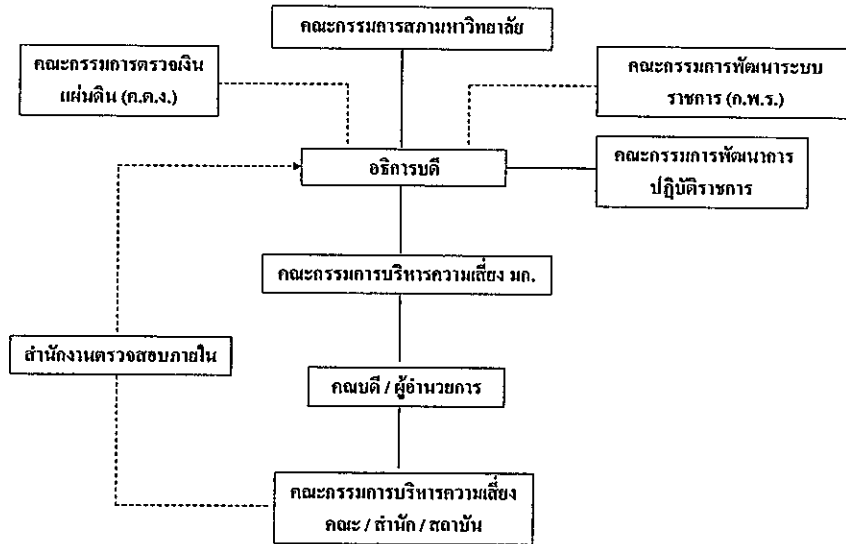 คณะกรรมการสภามหาวิทยาลัย
คณะกรรมการตรวจเงิน
แผ่นดิน (ค.ต.ง.)
คณะกรรมการพัฒนาระบบ
ราชการ (ก.พ.ร.)
อธิการบดี
คณะกรรมการพัฒนาการ
ปฏิบัติราชการ
คณะกรรมการบริหารความเสี่ยง มก.
สำนักงานตรวจสอบภายใน
คณบดี / ผู้อำนวยการ
คณะกรรมการบริหารความเสี่ยง
คณะ / สำนัก / สถาบัน